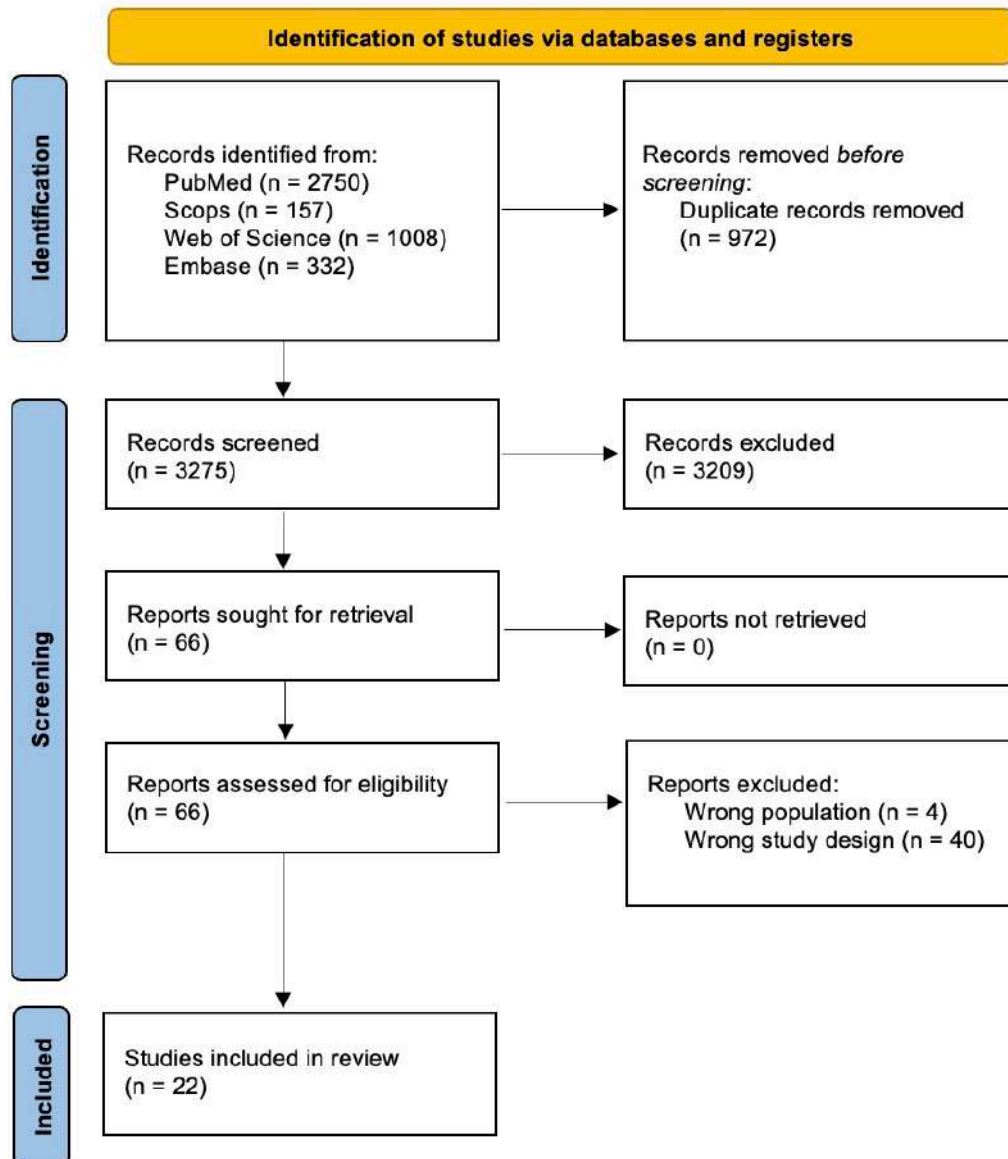 Identification of studies via databases and registers
Identification
Records identified from:
PubMed (n = 2750)
Scops (n = 157)
Web of Science (n = 1008)
Embase (n = 332)
Records removed before
screening:
Duplicate records removed
(n = 972)
Screening
Records screened
(n = 3275)
Records excluded
(n = 3209)
Reports sought for retrieval
(n = 66)
Reports not retrieved
(n = 0)
Reports assessed for eligibility
(n = 66)
Reports excluded:
Wrong population (n = 4)
Wrong study design (n = 40)
Included
Studies included in review
(n = 22)